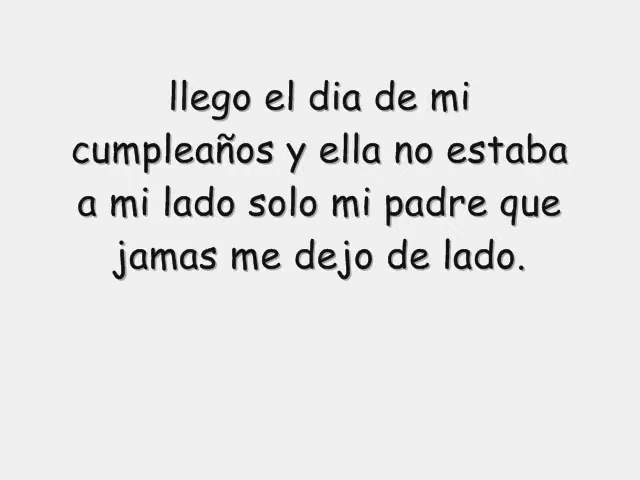 llego el dia de mi
cumpleaños y ella no estaba
a mi lado solo mi padre que
jamas me dejo de lado.